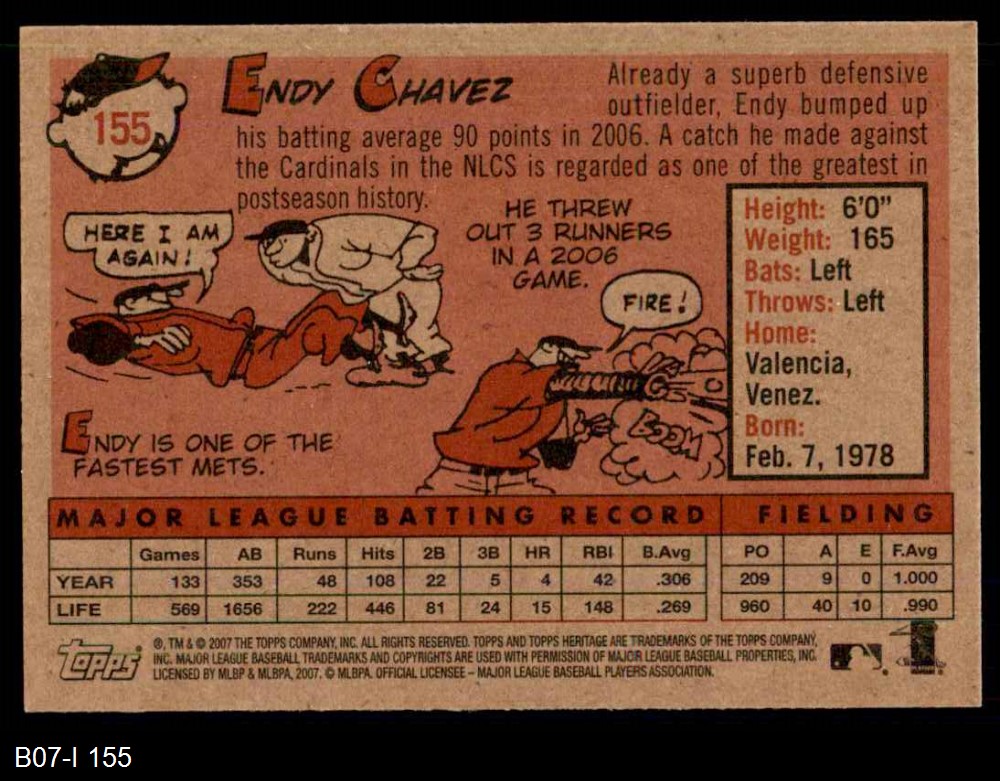 155
ENDY CHAVEZ
Already a superb defensive
outfielder, Endy bumped up
his batting average 90 points in 2006. A catch he made against
the Cardinals in the NLCS is regarded as one of the greatest in
postseason history.
HERE I AM
AGAIN!
HE THREW
OUT 3 RUNNERS
IN A 2006
GAME.
FIRE!
BOOM
ENDY IS ONE OF THE
FASTEST METS.
Height: 6'0"
Weight: 165
Bats: Left
Throws: Left
Home:
Valencia,
Venez.
Born:
Feb. 7, 1978
MAJOR LEAGUE BATTING RECORD FIELDING
Games AB Runs Hits 2B 3B HR RBI B.Avg PO A E F.Avg
YEAR 133 353 48 108 22 5 4 42 .306 209 9 0 1.000
LIFE 569 1656 222 446 81 24 15 148 .269 960 40 10 .990
Topps
®, TM & © 2007 THE TOPPS COMPANY, INC. ALL RIGHTS RESERVED. TOPPS AND TOPPS HERITAGE ARE TRADEMARKS OF THE TOPPS COMPANY,
INC. MAJOR LEAGUE BASEBALL TRADEMARKS AND COPYRIGHTS ARE USED WITH PERMISSION OF MAJOR LEAGUE BASEBALL PROPERTIES, INC.
LICENSED BY MLBP & MLBPA, 2007. © MLBPA. OFFICIAL LICENSEE – MAJOR LEAGUE BASEBALL PLAYERS ASSOCIATION.
B07-I 155